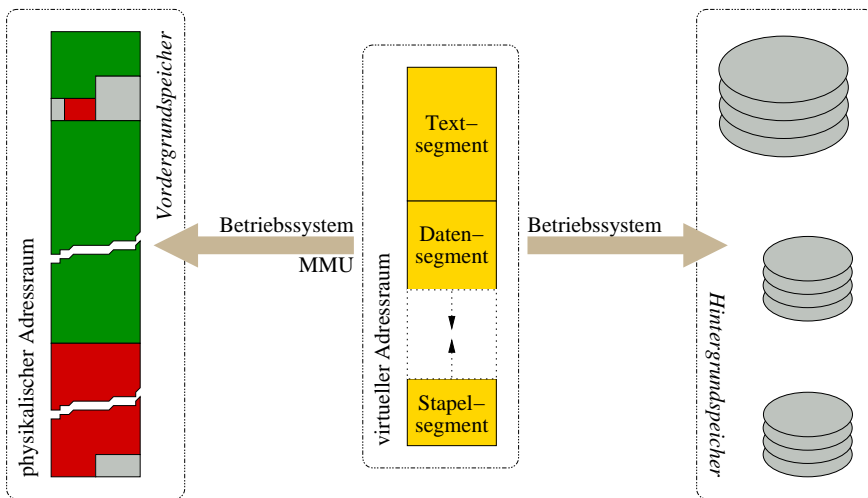 physikalischer Adressraum
Vordergrundspeicher
Betriebssystem
MMU
virtueller Adressraum
Text–
segment
Daten–
segment
Stapel–
segment
Betriebssystem
Hintergrundspeicher